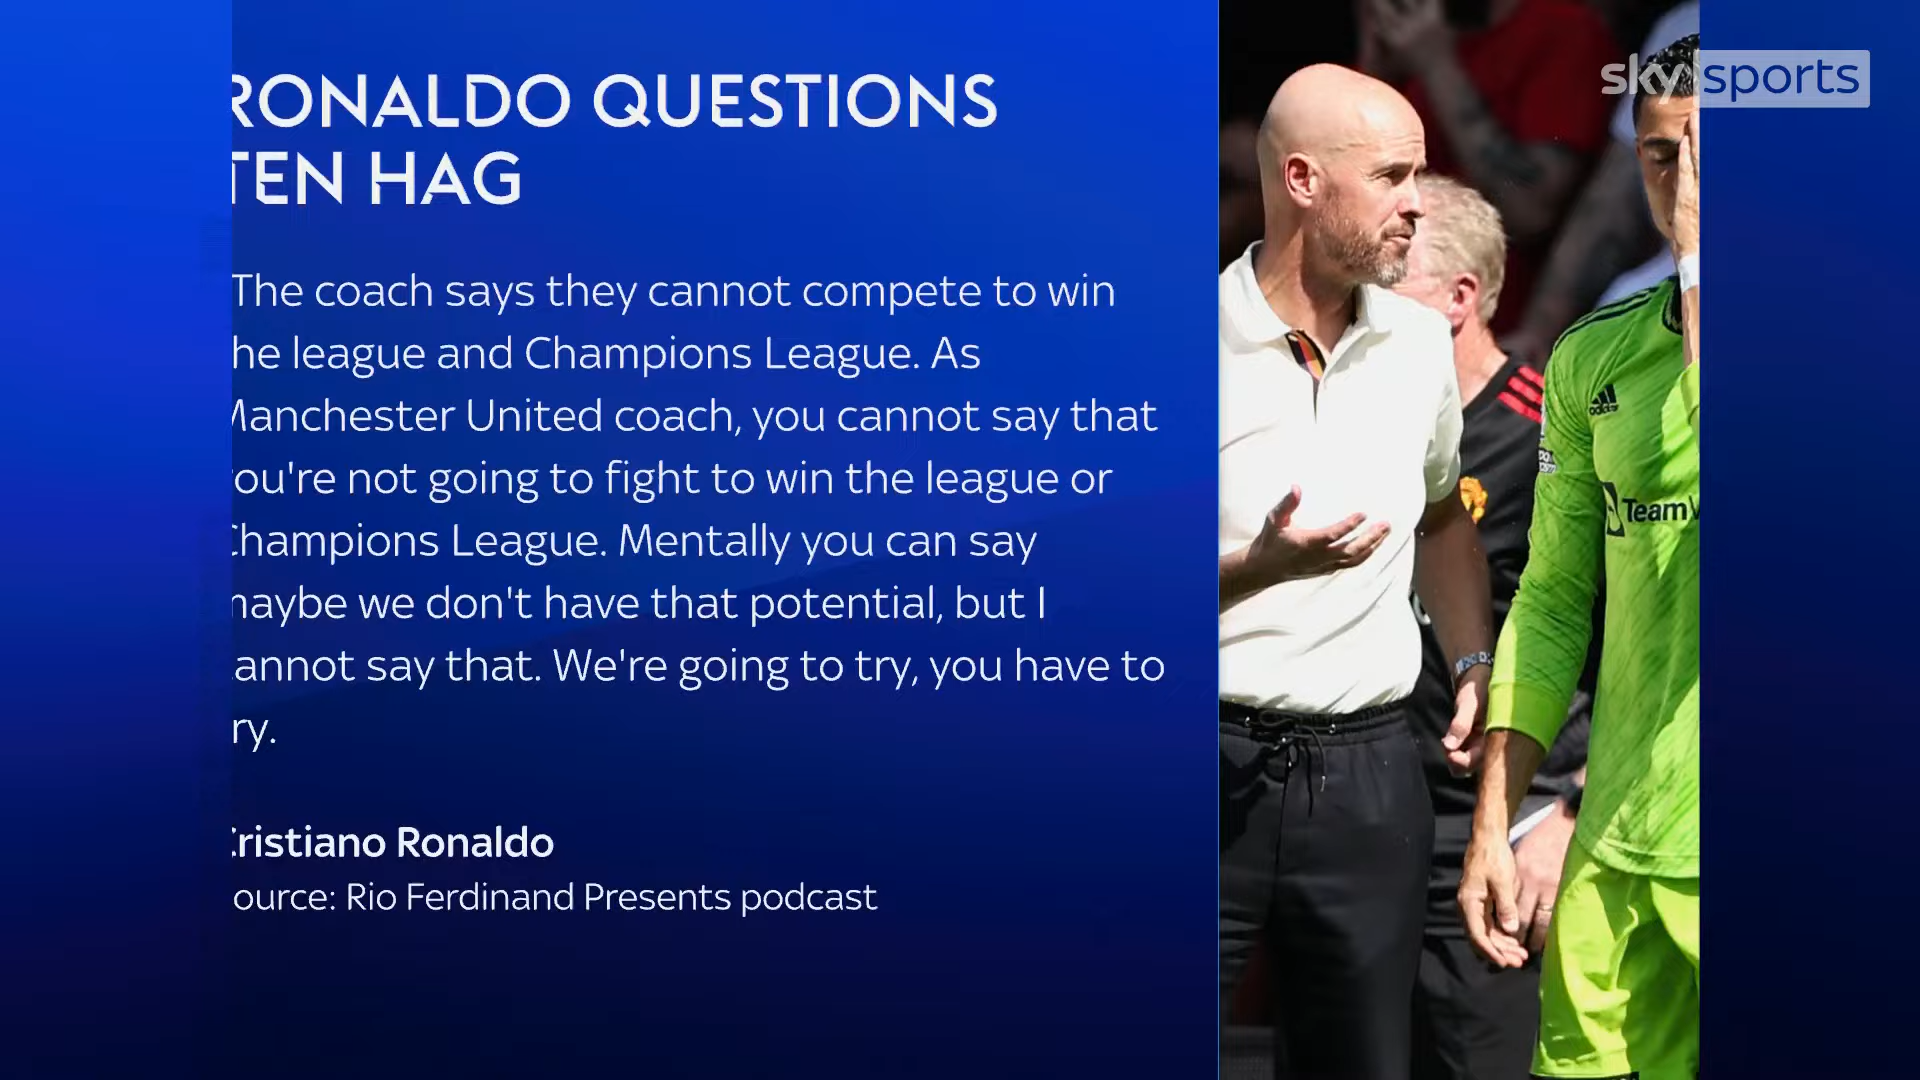 RONALDO QUESTIONS
TEN HAG
The coach says they cannot compete to win
he league and Champions League. As
Manchester United coach, you cannot say that
ou're not going to fight to win the league or
Champions League. Mentally you can say
maybe we don't have that potential, but I
annot say that. We're going to try, you have to
ry.
Cristiano Ronaldo
ource: Rio Ferdinand Presents podcast
sky sports
adidas
TeamV